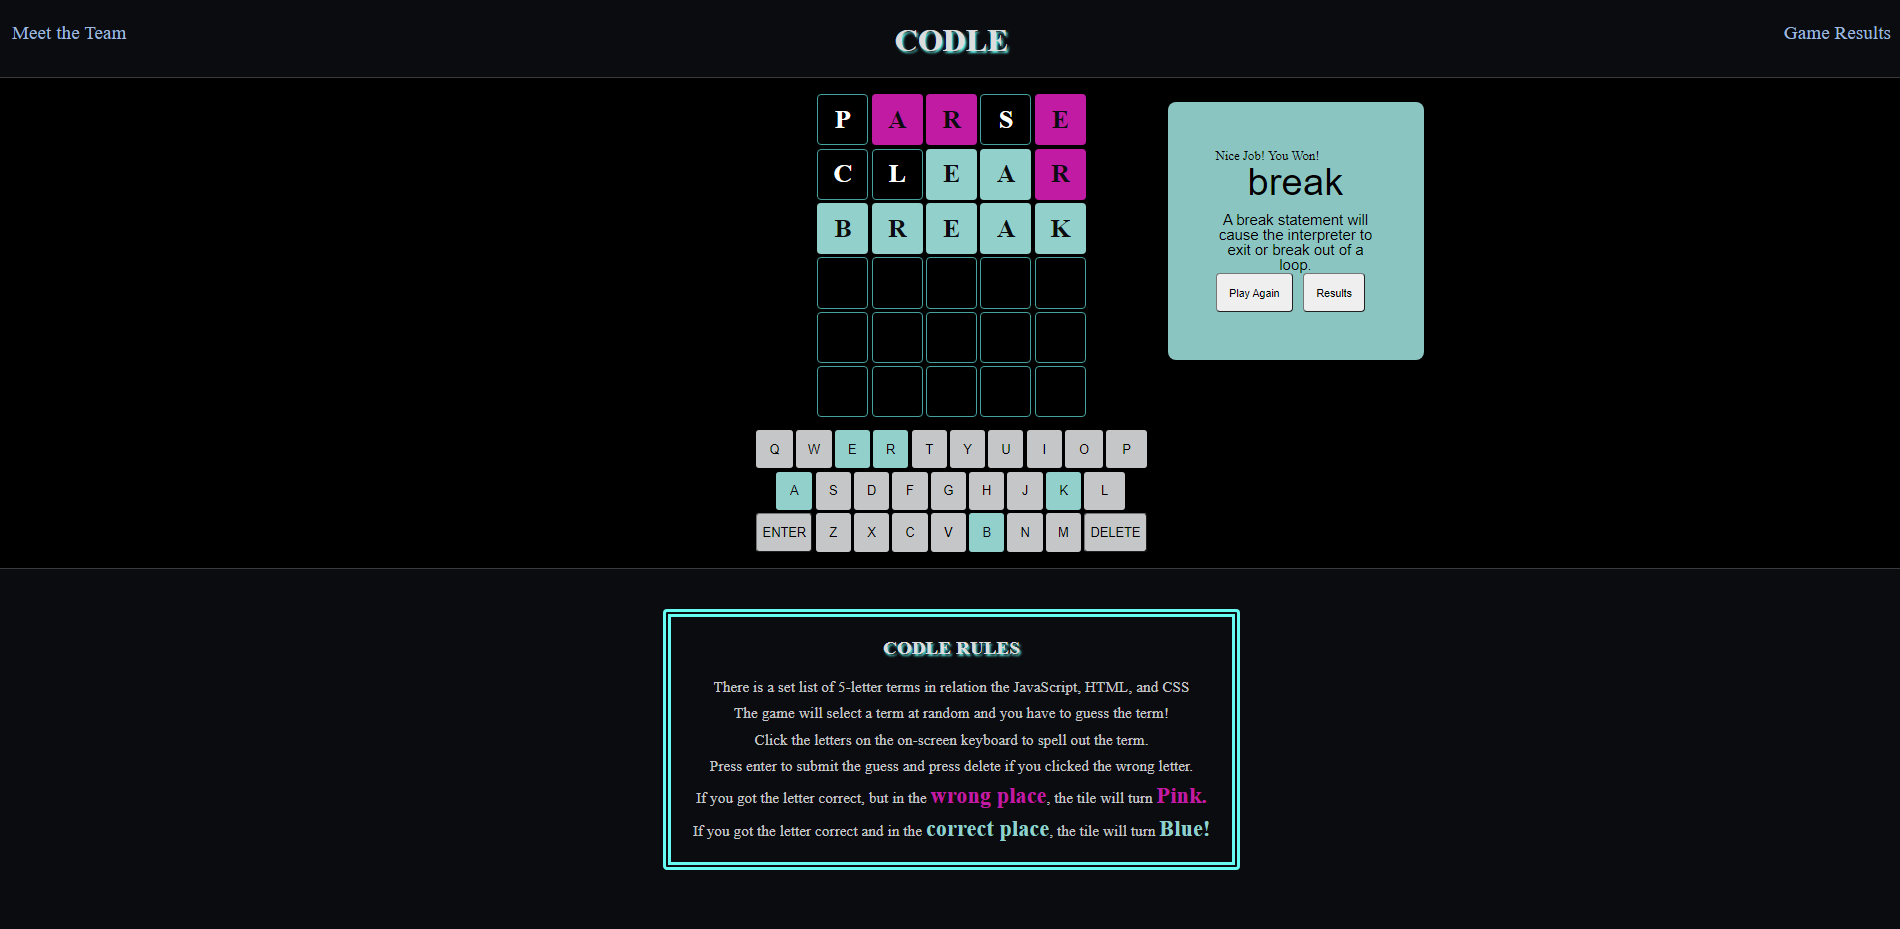 Meet the Team
CODLE
Game Results
P A R S E
C L E A R
B R E A K
Nice Job! You Won!
break
A break statement will
cause the interpreter to
exit or break out of a
loop.
Play Again Results
Q W E R T Y U I O P
A S D F G H J K L
ENTER Z X C V B N M DELETE
CODLE RULES
There is a set list of 5-letter terms in relation the JavaScript, HTML, and CSS
The game will select a term at random and you have to guess the term!
Click the letters on the on-screen keyboard to spell out the term.
Press enter to submit the guess and press delete if you clicked the wrong letter.
If you got the letter correct, but in the wrong place, the tile will turn Pink.
If you got the letter correct and in the correct place, the tile will turn Blue!